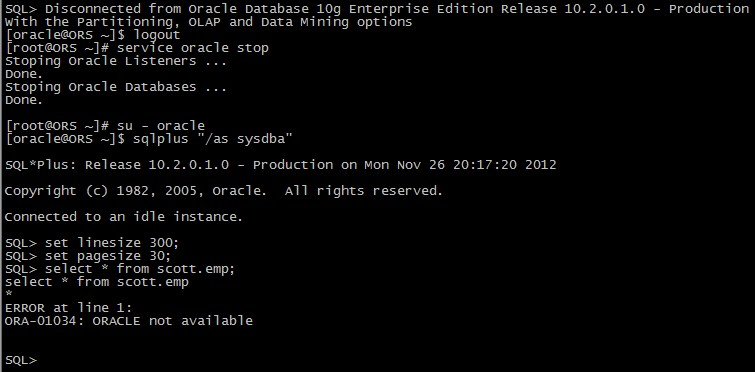 SQL> Disconnected from Oracle Database 10g Enterprise Edition Release 10.2.0.1.0 - Production
With the Partitioning, OLAP and Data Mining options
[oracle@ORS ~]$ logout
[root@ORS ~]# service oracle stop
Stoping Oracle Listeners ...
Done.
Stoping Oracle Databases ...
Done.
[root@ORS ~]# su - oracle
[oracle@ORS ~]$ sqlplus "/as sysdba"
SQL*Plus: Release 10.2.0.1.0 - Production on Mon Nov 26 20:17:20 2012
Copyright (c) 1982, 2005, Oracle.  All rights reserved.
Connected to an idle instance.
SQL> set linesize 300;
SQL> set pagesize 30;
SQL> select * from scott.emp;
select * from scott.emp
*
ERROR at line 1:
ORA-01034: ORACLE not available
SQL>